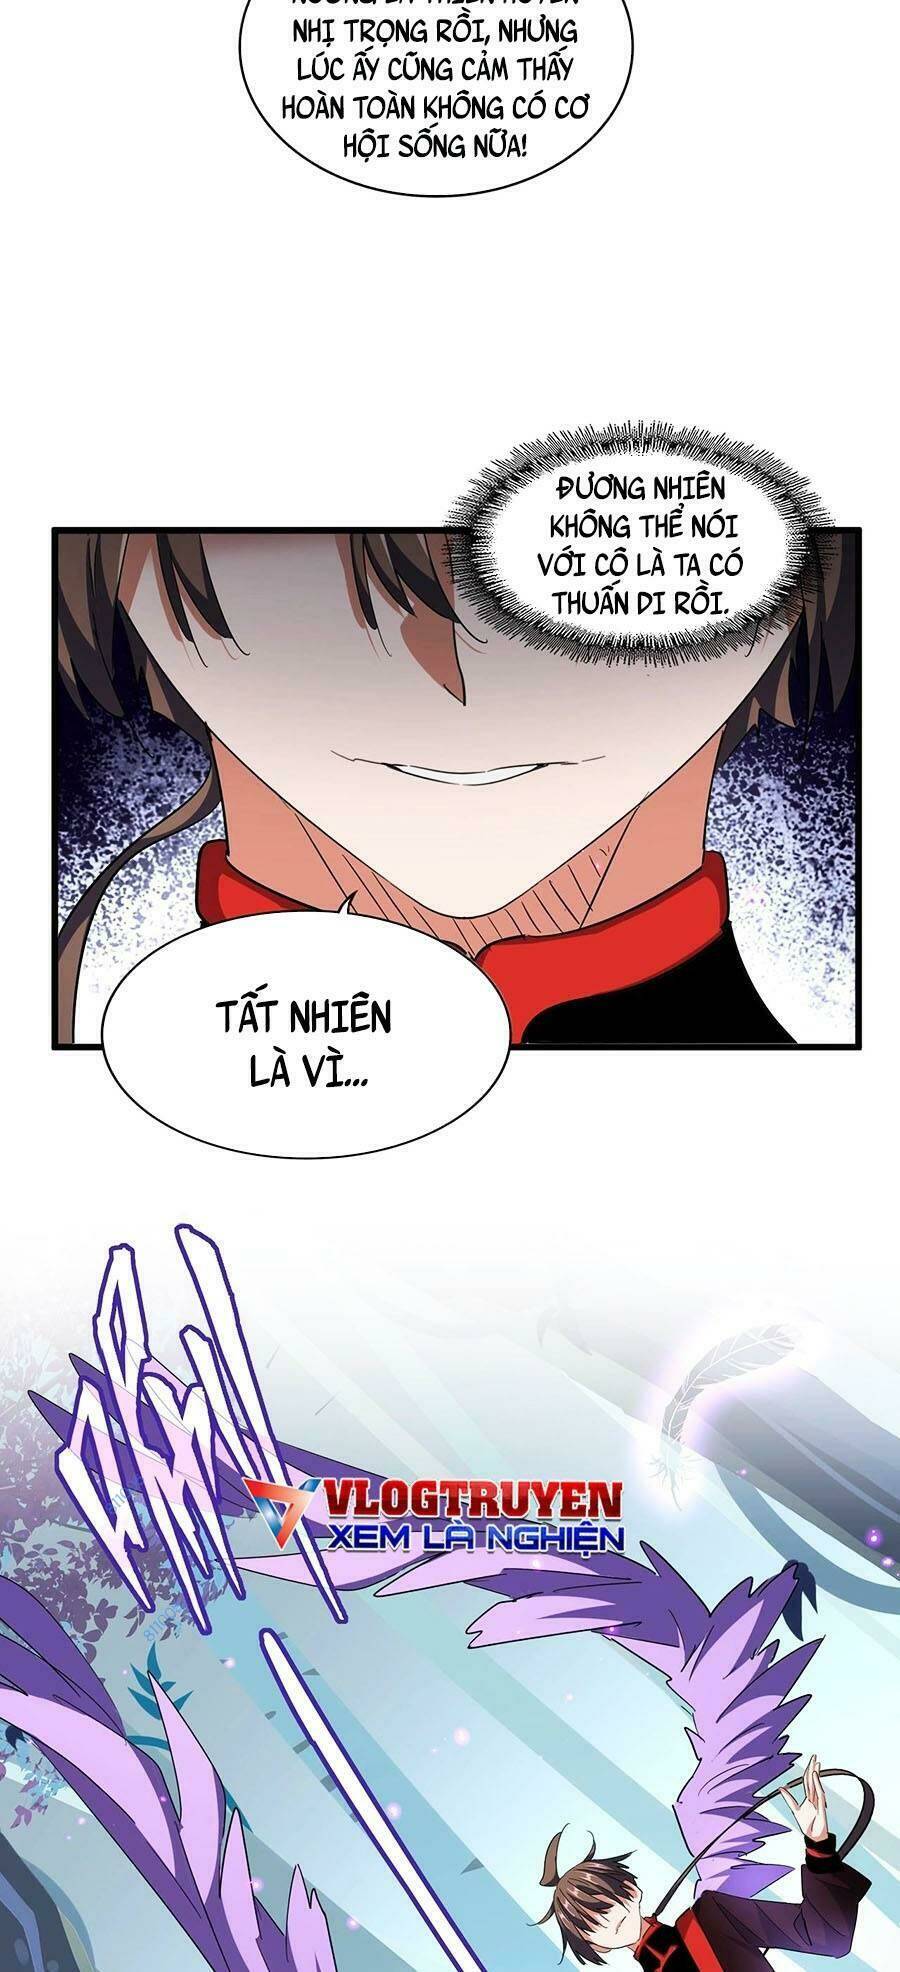 NHỊ TRỌNG RỒI, NHƯNG
LÚC ẤY CŨNG CẢM THẤY
HOÀN TOÀN KHÔNG CÓ CƠ
HỘI SỐNG NỮA!
ĐƯƠNG NHIÊN
KHÔNG THỂ NÓI
VỚI CÔ LÀ TA CÓ
THUẤN DI RỒI.
TẤT NHIÊN
LÀ VÌ...
VLOGTRUYEN
XEM LÀ NGHIỆN